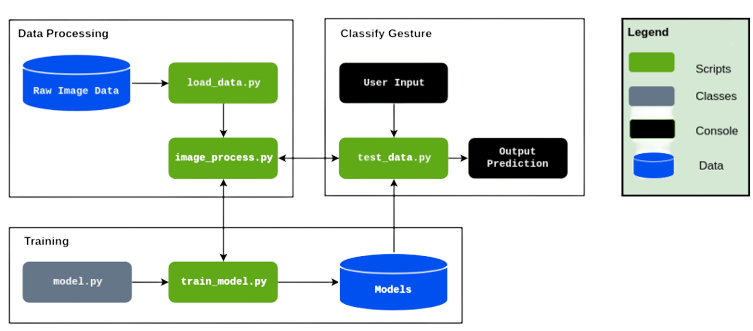 Data Processing
Raw Image Data
load_data.py
image_process.py
Classify Gesture
User Input
test_data.py
Output
Prediction
Training
model.py
train_model.py
Models
Legend
Scripts
Classes
Console
Data